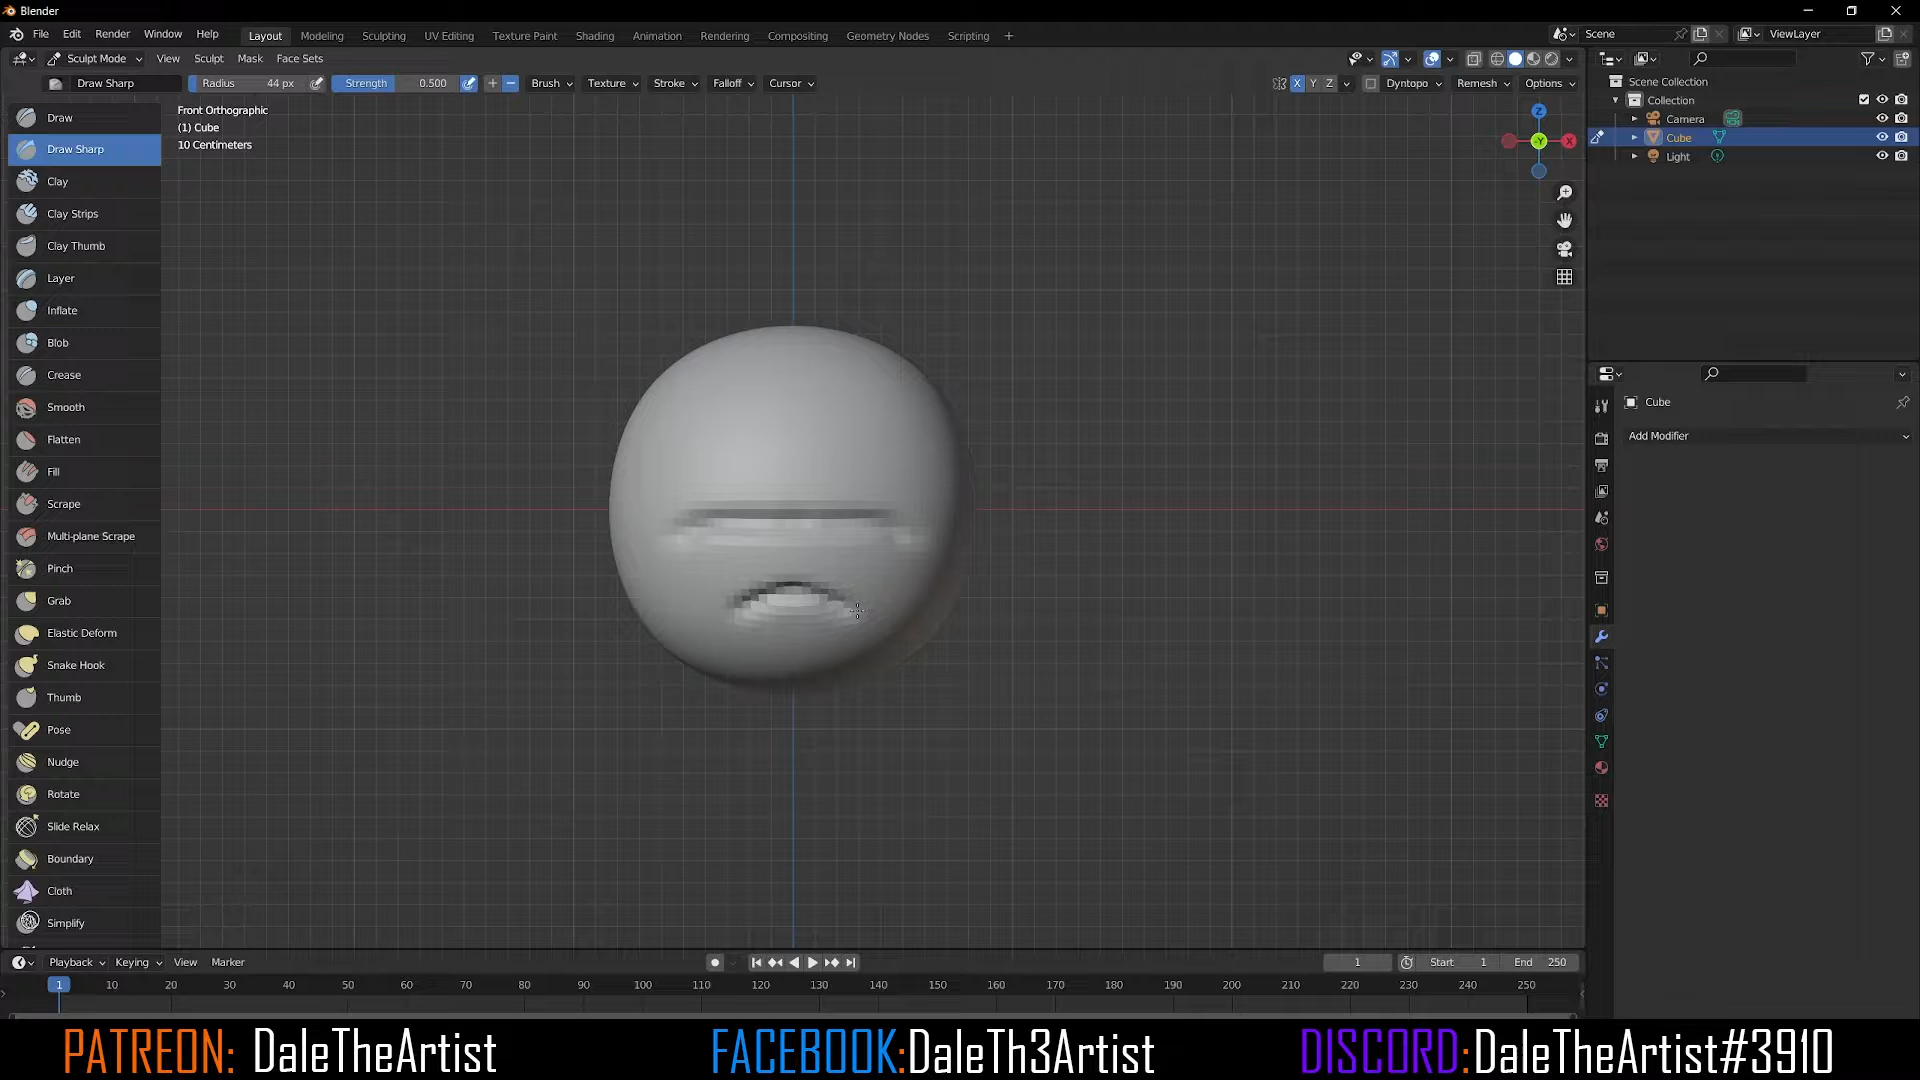 Blender
File Edit Render Window Help Layout Modeling Sculpting UV Editing Texture Paint Shading Animation Rendering Compositing Geometry Nodes Scripting + Scene ViewLayer
Sculpt Mode View Sculpt Mask Face Sets
Draw Sharp Radius 44 px Strength 0.500 Brush Texture Stroke Falloff Cursor X Y Z Dyntopo Remesh Options
Front Orthographic
(1) Cube
10 Centimeters
Z
X
-Y
Draw
Draw Sharp
Clay
Clay Strips
Clay Thumb
Layer
Inflate
Blob
Crease
Smooth
Flatten
Fill
Scrape
Multi-plane Scrape
Pinch
Grab
Elastic Deform
Snake Hook
Thumb
Pose
Nudge
Rotate
Slide Relax
Boundary
Cloth
Simplify
Scene Collection
Collection
Camera
Cube
Light
Cube
Add Modifier
Playback Keying View Marker 1 Start 1 End 250
1 10 20 30 40 50 60 70 80 90 100 110 120 130 140 150 160 170 180 190 200 210 220 230 240 250
PATREON: DaleTheArtist FACEBOOK:DaleTh3Artist DISCORD:DaleTheArtist#3910